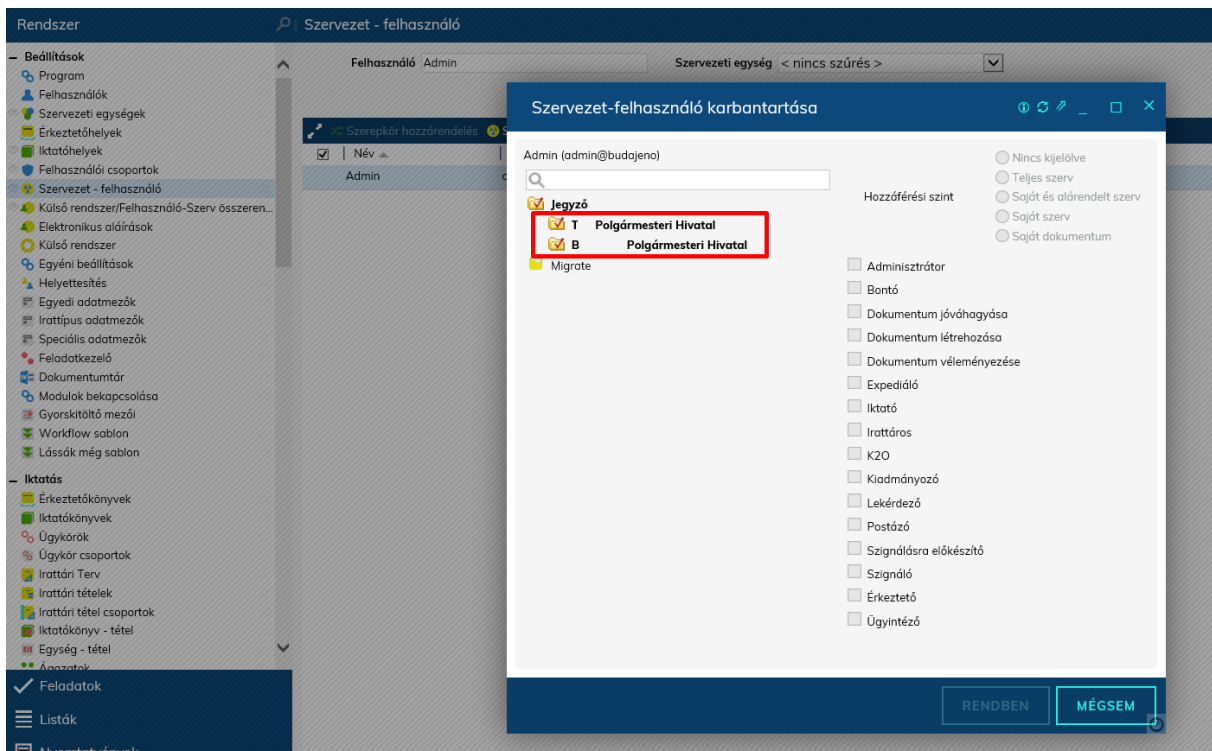 Rendszer
Szervezet - felhasználó
Beállítások
Program
Felhasználók
Szervezeti egységek
Érkeztetőhelyek
Iktatóhelyek
Felhasználói csoportok
Szervezet - felhasználó
Külső rendszer/Felhasználó-Szerv összeren...
Elektronikus aláírások
Külső rendszer
Egyéni beállítások
Helyettesítés
Egyedi adatmezők
Irattípus adatmezők
Speciális adatmezők
Feladatkezelő
Dokumentumtár
Modulok bekapcsolása
Gyorskitöltő mezői
Workflow sablon
Lássák még sablon
Iktatás
Érkeztetőkönyvek
Iktatókönyvek
Ügykörök
Ügykör csoportok
Irattári Terv
Irattári tételek
Irattári tétel csoportok
Iktatókönyv - tétel
Egység - tétel
Ágazatok
Feladatok
Listák
Nyomtatványok
Felhasználó Admin
Szervezeti egység < nincs szűrés >
Szerepkör hozzárendelés
Név
Admin
Szervezet-felhasználó karbantartása
Admin (admin@budajeno)
Jegyző
T Polgármesteri Hivatal
B Polgármesteri Hivatal
Migrate
Hozzáférési szint
Nincs kijelölve
Teljes szerv
Saját és alárendelt szerv
Saját szerv
Saját dokumentum
Adminisztrátor
Bontó
Dokumentum jóváhagyása
Dokumentum létrehozása
Dokumentum véleményezése
Expediáló
Iktató
Irattáros
K2O
Kiadmányozó
Lekérdező
Postázó
Szignálásra előkészítő
Szignáló
Érkeztető
Ügyintéző
RENDBEN
MÉGSEM